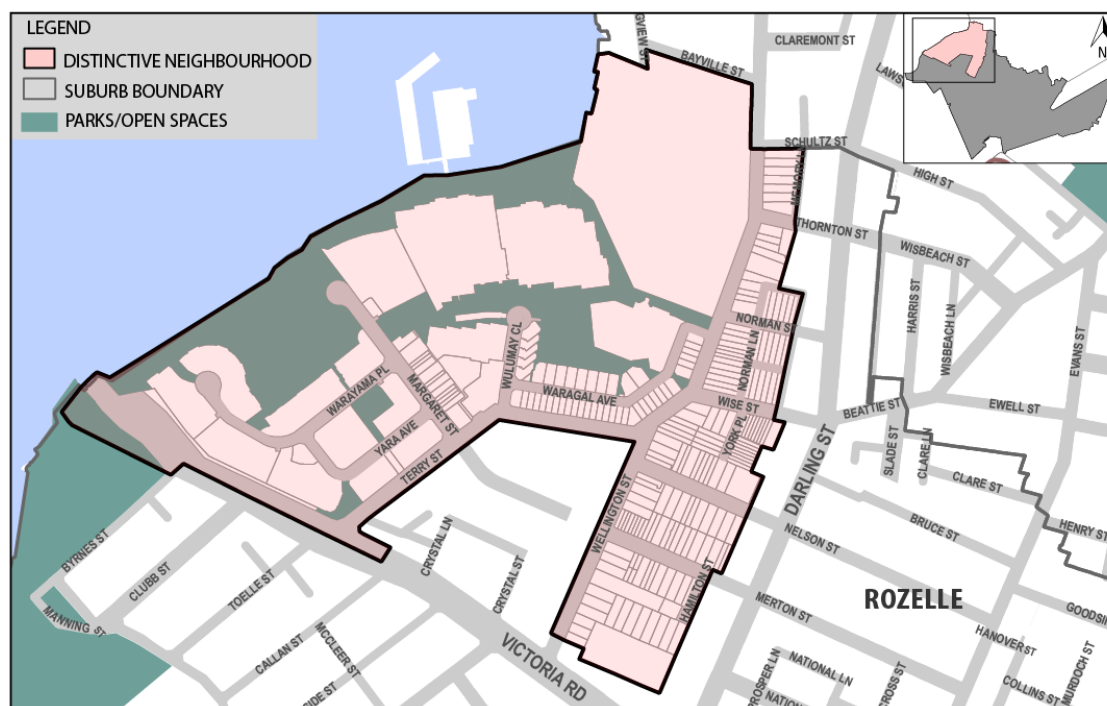 LEGEND
DISTINCTIVE NEIGHBOURHOOD
SUBURB BOUNDARY
PARKS/OPEN SPACES
N
CLAREMONT ST
BAYVILLE ST
SCHULTZ ST
HIGH ST
THORNTON ST
WISBEACH ST
HARRIS ST
WISBEACH LN
EVANS ST
NORMAN ST
NORMAN LN
WULUMAY CL
WARAYAMA PL
MARGARET ST
WARAGAL AVE
WISE ST
YORK PL
BEATTIE ST
EWELL ST
SLADE ST
CLARE LN
YARA AVE
TERRY ST
DARLING ST
CLARE ST
WELLINGTON ST
BRUCE ST
HENRY ST
NELSON ST
BYRNES ST
CLUBB ST
TOELLE ST
CRYSTAL LN
CRYSTAL ST
HAMILTON ST
MERTON ST
ROZELLE
MANNING ST
CALLAN ST
MCCLEER ST
VICTORIA RD
HANOVER ST
MURDOCH ST
NATIONAL LN
CROSS ST
COLLINS ST